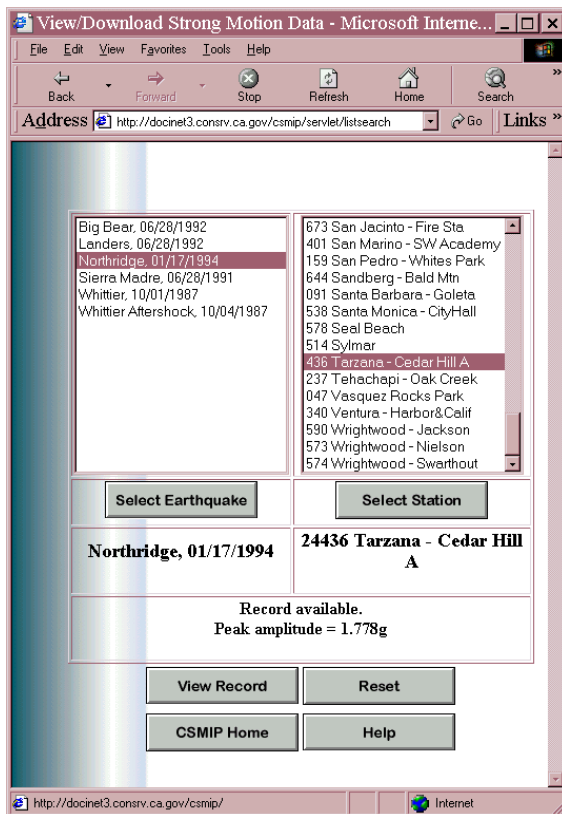 View/Download Strong Motion Data - Microsoft Interne...
File Edit View Favorites Tools Help
Back Forward Stop Refresh Home Search »
Address http://docinet3.consrv.ca.gov/csmip/servlet/listsearch Go Links »
Big Bear, 06/28/1992
Landers, 06/28/1992
Northridge, 01/17/1994
Sierra Madre, 06/28/1991
Whittier, 10/01/1987
Whittier Aftershock, 10/04/1987
673 San Jacinto - Fire Sta
401 San Marino - SW Academy
159 San Pedro - Whites Park
644 Sandberg - Bald Mtn
091 Santa Barbara - Goleta
538 Santa Monica - CityHall
578 Seal Beach
514 Sylmar
436 Tarzana - Cedar Hill A
237 Tehachapi - Oak Creek
047 Vasquez Rocks Park
340 Ventura - Harbor&Calif
590 Wrightwood - Jackson
573 Wrightwood - Nielson
574 Wrightwood - Swarthout
Select Earthquake
Select Station
Northridge, 01/17/1994
24436 Tarzana - Cedar Hill
A
Record available.
Peak amplitude = 1.778g
View Record
Reset
CSMIP Home
Help
http://docinet3.consrv.ca.gov/csmip/ Internet